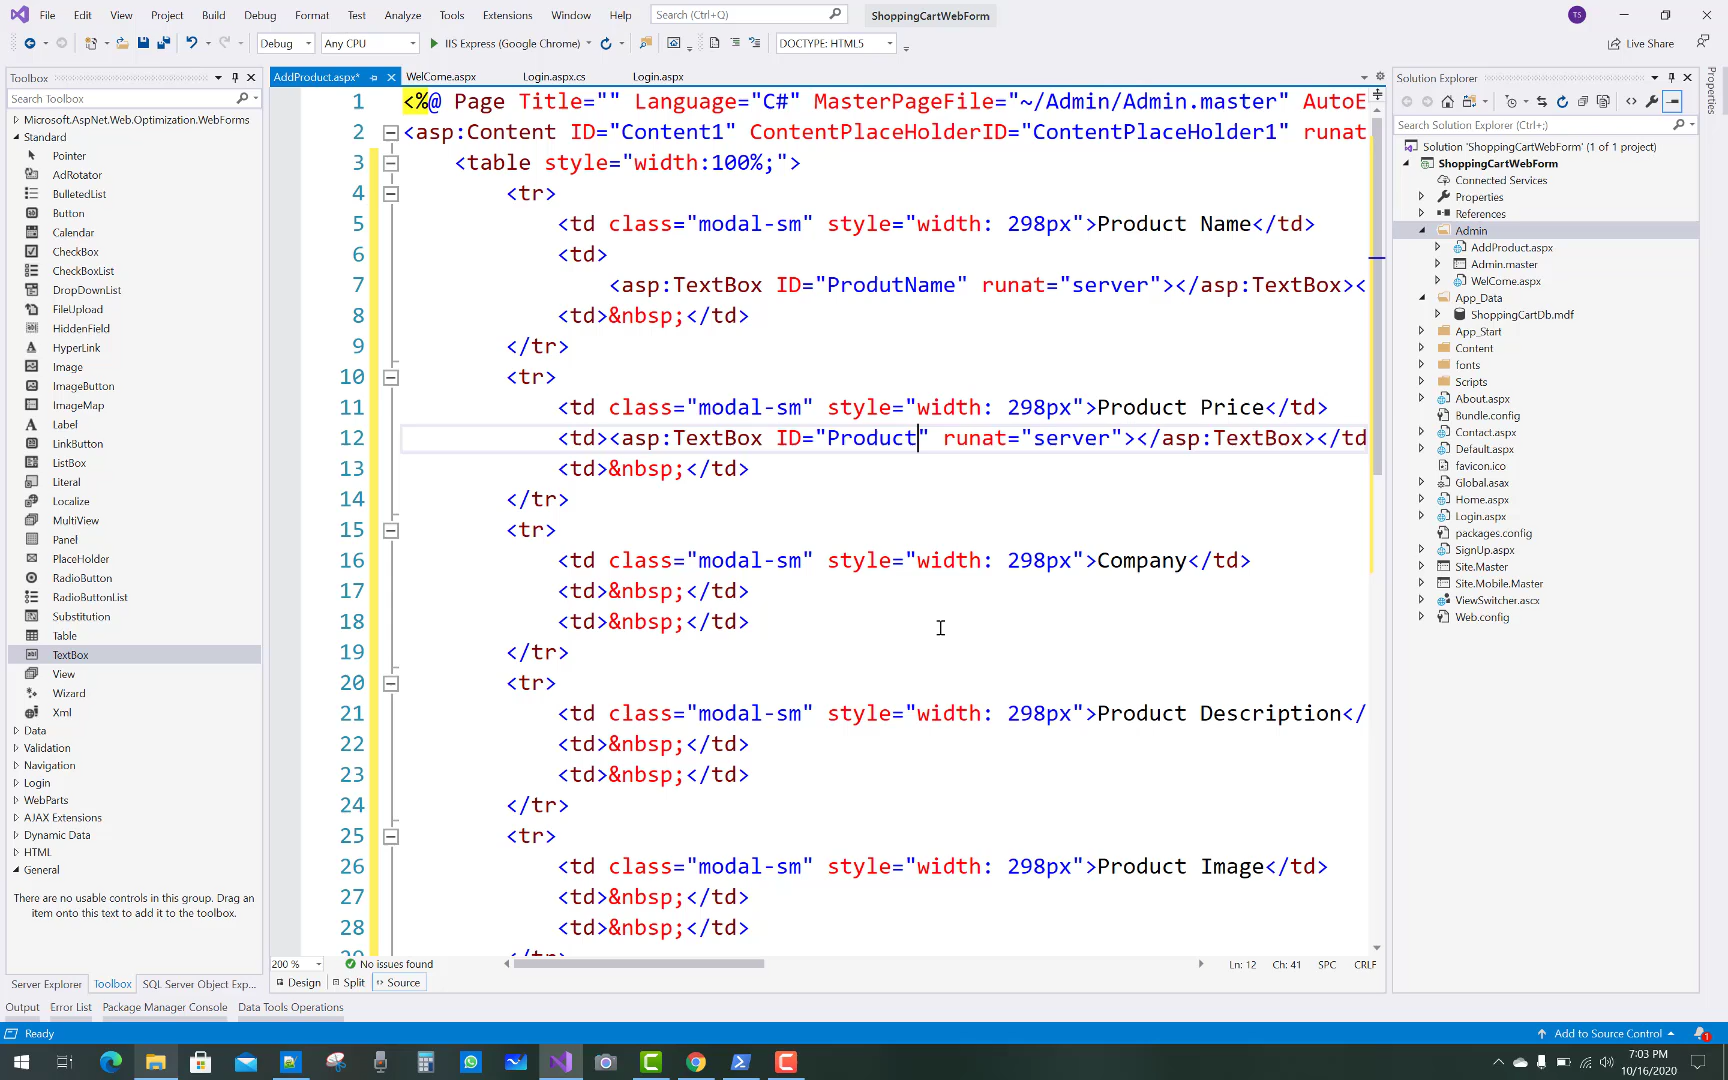 File Edit View Project Build Debug Format Test Analyze Tools Extensions Window Help Search (Ctrl+Q) ShoppingCartWebForm TS
Debug Any CPU IIS Express (Google Chrome) DOCTYPE: HTML5 Live Share
Toolbox
Search Toolbox
Microsoft.AspNet.Web.Optimization.WebForms
Standard
Pointer
AdRotator
BulletedList
Button
Calendar
CheckBox
CheckBoxList
DropDownList
FileUpload
HiddenField
HyperLink
Image
ImageButton
ImageMap
Label
LinkButton
ListBox
Literal
Localize
MultiView
Panel
PlaceHolder
RadioButton
RadioButtonList
Substitution
Table
TextBox
View
Wizard
Xml
Data
Validation
Navigation
Login
WebParts
AJAX Extensions
Dynamic Data
HTML
General
There are no usable controls in this group. Drag an
item onto this text to add it to the toolbox.
Server Explorer Toolbox SQL Server Object Exp...
AddProduct.aspx* WelCome.aspx Login.aspx.cs Login.aspx
1 <%@ Page Title="" Language="C#" MasterPageFile="~/Admin/Admin.master" AutoE
2 <asp:Content ID="Content1" ContentPlaceHolderID="ContentPlaceHolder1" runat
3 <table style="width:100%;">
4 <tr>
5 <td class="modal-sm" style="width: 298px">Product Name</td>
6 <td>
7 <asp:TextBox ID="ProdutName" runat="server"></asp:TextBox><
8 <td>&nbsp;</td>
9 </tr>
10 <tr>
11 <td class="modal-sm" style="width: 298px">Product Price</td>
12 <td><asp:TextBox ID="Product" runat="server"></asp:TextBox></td
13 <td>&nbsp;</td>
14 </tr>
15 <tr>
16 <td class="modal-sm" style="width: 298px">Company</td>
17 <td>&nbsp;</td>
18 <td>&nbsp;</td>
19 </tr>
20 <tr>
21 <td class="modal-sm" style="width: 298px">Product Description</
22 <td>&nbsp;</td>
23 <td>&nbsp;</td>
24 </tr>
25 <tr>
26 <td class="modal-sm" style="width: 298px">Product Image</td>
27 <td>&nbsp;</td>
28 <td>&nbsp;</td>
200 % No issues found Ln: 12 Ch: 41 SPC CRLF
Design Split Source
Solution Explorer
Search Solution Explorer (Ctrl+;)
Solution 'ShoppingCartWebForm' (1 of 1 project)
ShoppingCartWebForm
Connected Services
Properties
References
Admin
AddProduct.aspx
Admin.master
WelCome.aspx
App_Data
ShoppingCartDb.mdf
App_Start
Content
fonts
Scripts
About.aspx
Bundle.config
Contact.aspx
Default.aspx
favicon.ico
Global.asax
Home.aspx
Login.aspx
packages.config
SignUp.aspx
Site.Master
Site.Mobile.Master
ViewSwitcher.ascx
Web.config
Properties
Output Error List Package Manager Console Data Tools Operations
Ready Add to Source Control 1
7:03 PM
10/16/2020